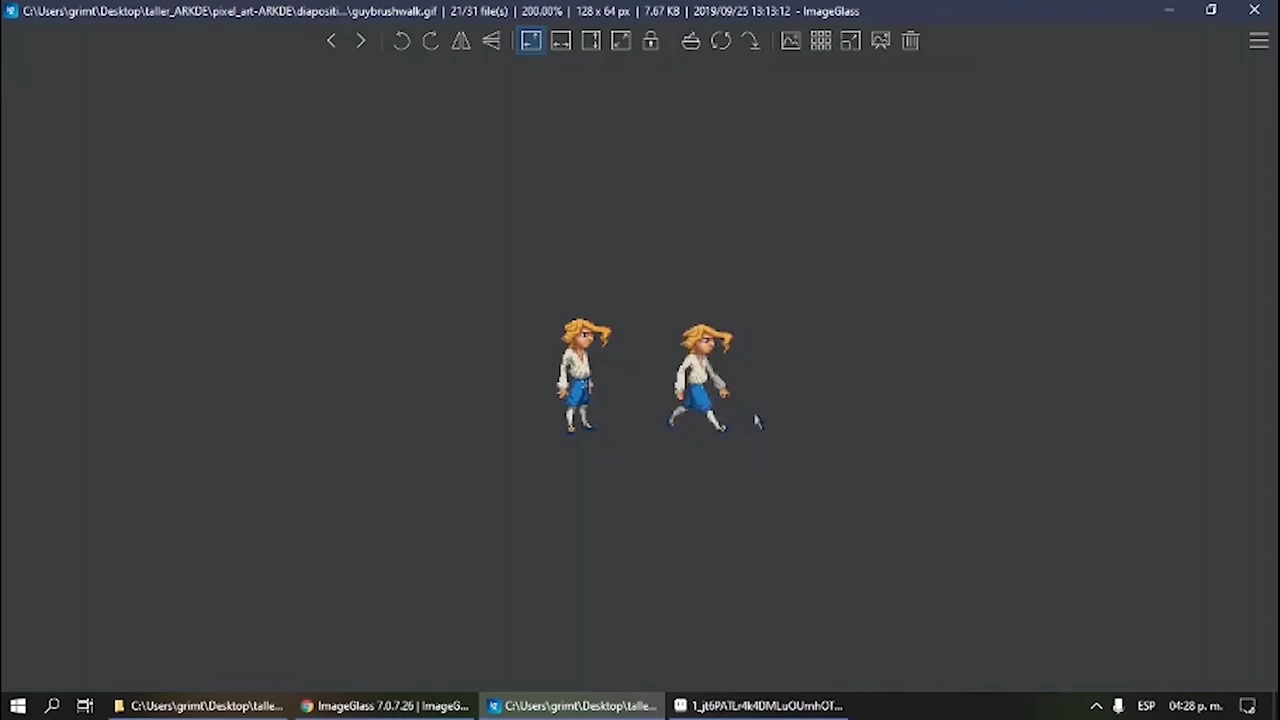 C:\Users\grimt\Desktop\taller_ARKDE\pixel_art-ARKDE\diapositi...\guybrushwalk.gif | 21/31 file(s) | 200.00% | 128 x 64 px | 7.67 KB | 2019/09/25 13:13:12 - ImageGlass
C:\Users\grimt\Desktop\talle... ImageGlass 7.0.7.26 | ImageG... C:\Users\grimt\Desktop\talle... 1_jt6PATLr4k4DMLuOUmhOT... ESP 04:28 p. m.